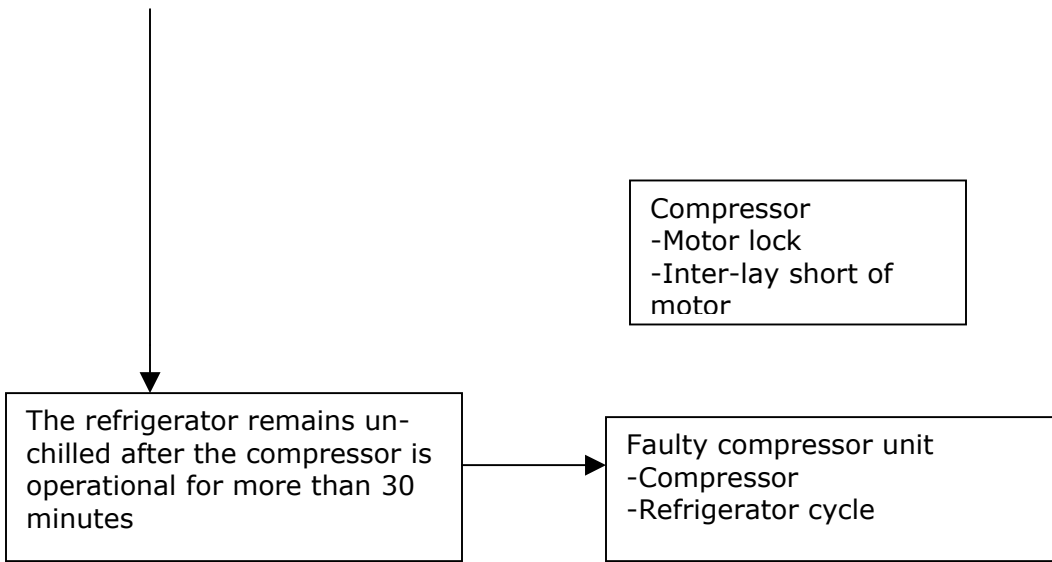 Compressor
-Motor lock
-Inter-lay short of
motor
The refrigerator remains un-
chilled after the compressor is
operational for more than 30
minutes
Faulty compressor unit
-Compressor
-Refrigerator cycle